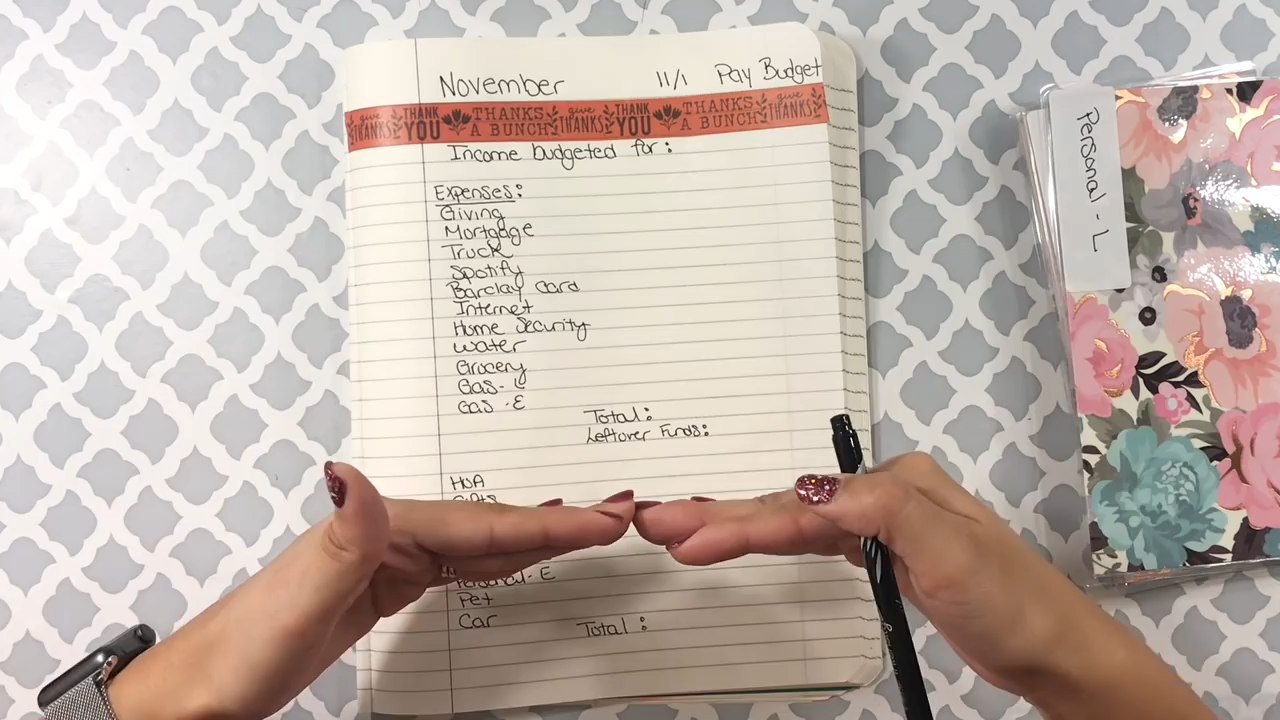 November 11/1 Pay Budget
give THANKS THANK YOU THANKS A BUNCH give THANKS THANK YOU THANKS A BUNCH give THANKS
Income budgeted for:
Expenses:
Giving
Mortgage
Truck
Spotify
Barclay Card
Internet
Home Security
Water
Grocery
Gas - L
Gas - E
Total:
Leftover Funds:
HSA
Gifts
Personal - E
Pet
Car
Total:
Personal - L